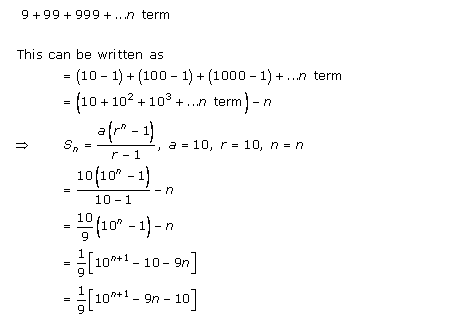 9 + 99 + 999 + ...n term
This can be written as
= (10 − 1) + (100 − 1) + (1000 − 1) + ...n term
= (10 + 10² + 10³ + ...n term) − n
⇒ Sₙ = a(rⁿ − 1)/(r − 1), a = 10, r = 10, n = n
= 10(10ⁿ − 1)/(10 − 1) − n
= 10/9 (10ⁿ − 1) − n
= 1/9 [10ⁿ⁺¹ − 10 − 9n]
= 1/9 [10ⁿ⁺¹ − 9n − 10]